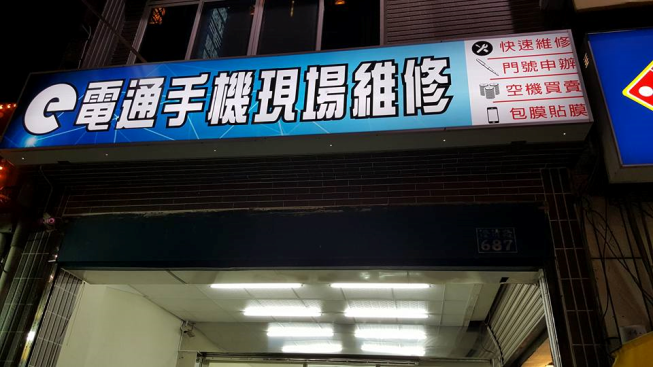 e電通手機現場維修
快速維修
門號申辦
空機買賣
包膜貼膜
687